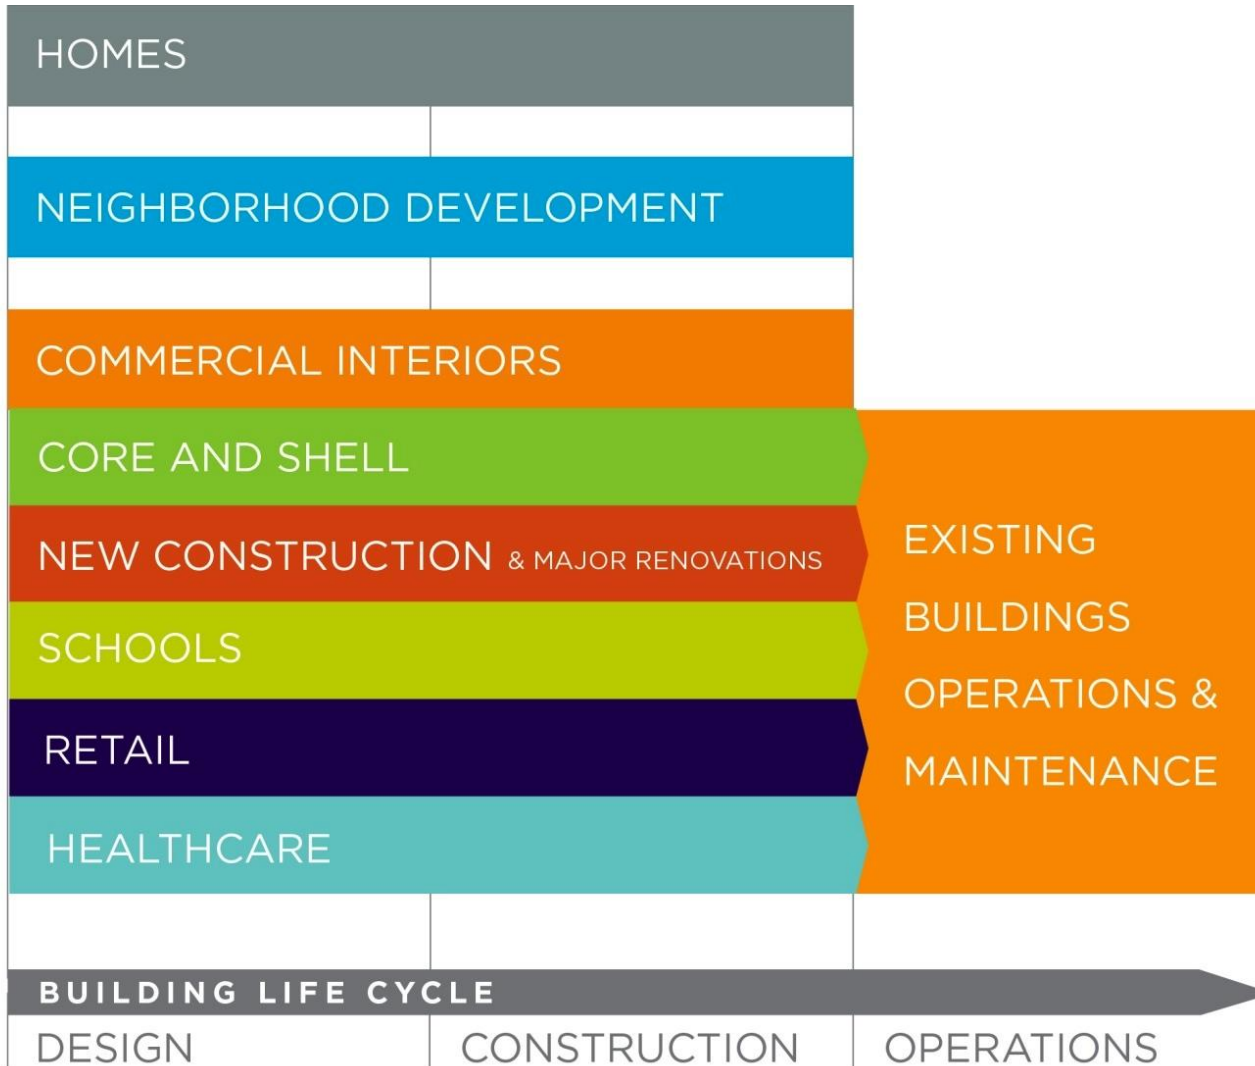 HOMES
NEIGHBORHOOD DEVELOPMENT
COMMERCIAL INTERIORS
CORE AND SHELL
NEW CONSTRUCTION & MAJOR RENOVATIONS
SCHOOLS
RETAIL
HEALTHCARE
EXISTING
BUILDINGS
OPERATIONS &
MAINTENANCE
BUILDING LIFE CYCLE
DESIGN
CONSTRUCTION
OPERATIONS